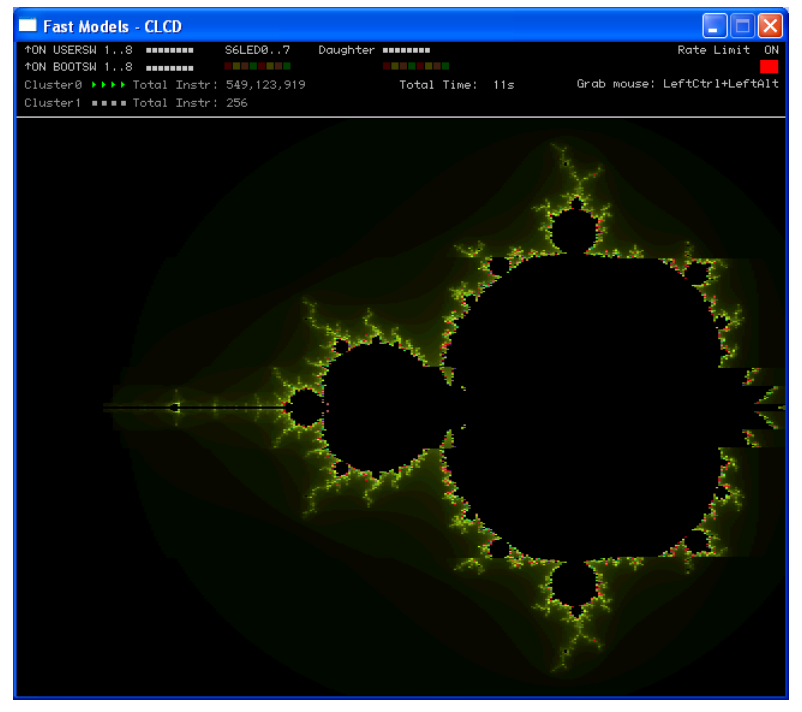 Fast Models - CLCD
↑ON USERSW 1..8 S6LED0..7 Daughter Rate Limit ON
↑ON BOOTSW 1..8
Cluster0 Total Instr: 549,123,919 Total Time: 11s Grab mouse: LeftCtrl+LeftAlt
Cluster1 Total Instr: 256